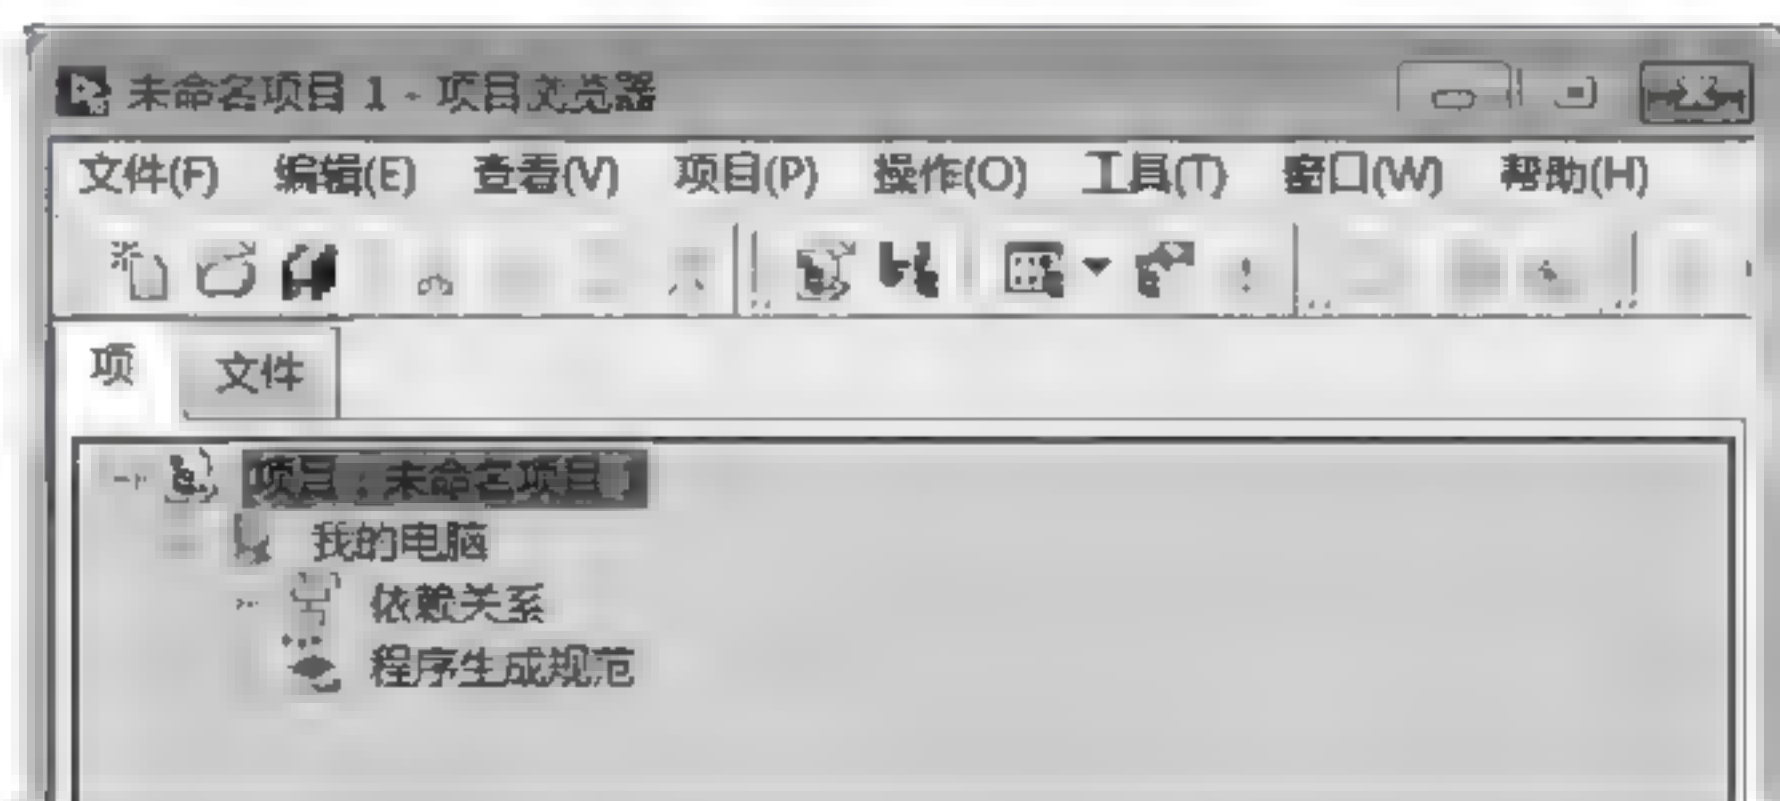 未命名项目 1 - 项目浏览器
文件(F) 编辑(E) 查看(V) 项目(P) 操作(O) 工具(T) 窗口(W) 帮助(H)
项 文件
项目：未命名项目 1
我的电脑
依赖关系
程序生成规范